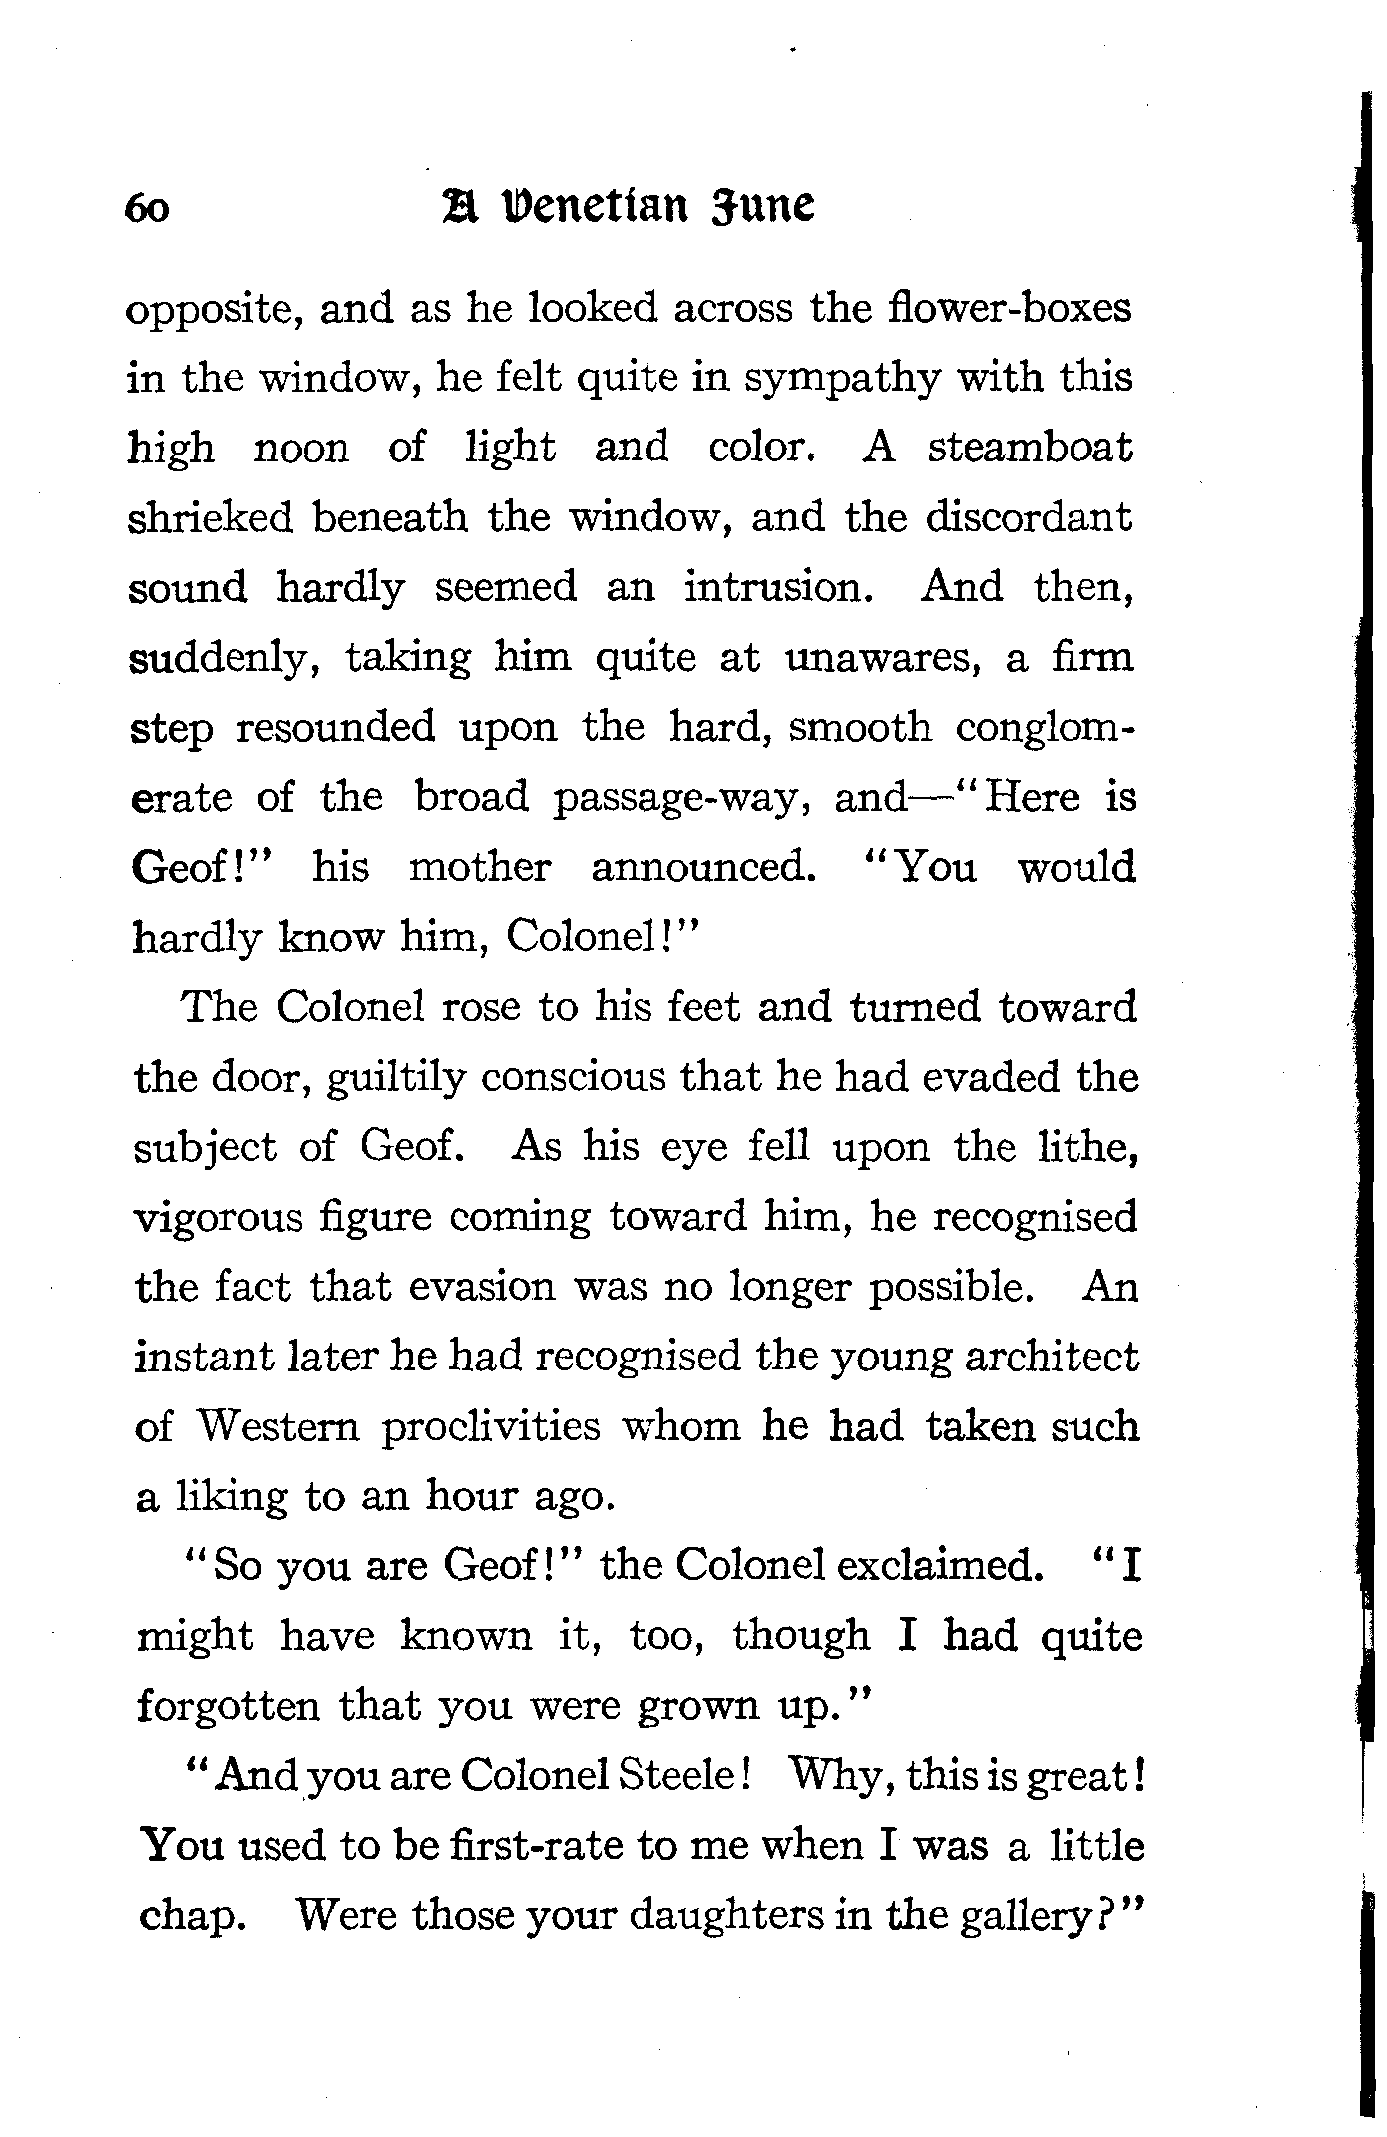 60 A Venetian June
opposite, and as he looked across the flower-boxes
in the window, he felt quite in sympathy with this
high noon of light and color. A steamboat
shrieked beneath the window, and the discordant
sound hardly seemed an intrusion. And then,
suddenly, taking him quite at unawares, a firm
step resounded upon the hard, smooth conglom-
erate of the broad passage-way, and—“Here is
Geof!” his mother announced. “You would
hardly know him, Colonel!”
The Colonel rose to his feet and turned toward
the door, guiltily conscious that he had evaded the
subject of Geof. As his eye fell upon the lithe,
vigorous figure coming toward him, he recognised
the fact that evasion was no longer possible. An
instant later he had recognised the young architect
of Western proclivities whom he had taken such
a liking to an hour ago.
“So you are Geof!” the Colonel exclaimed. “I
might have known it, too, though I had quite
forgotten that you were grown up.”
“And you are Colonel Steele! Why, this is great!
You used to be first-rate to me when I was a little
chap. Were those your daughters in the gallery?”